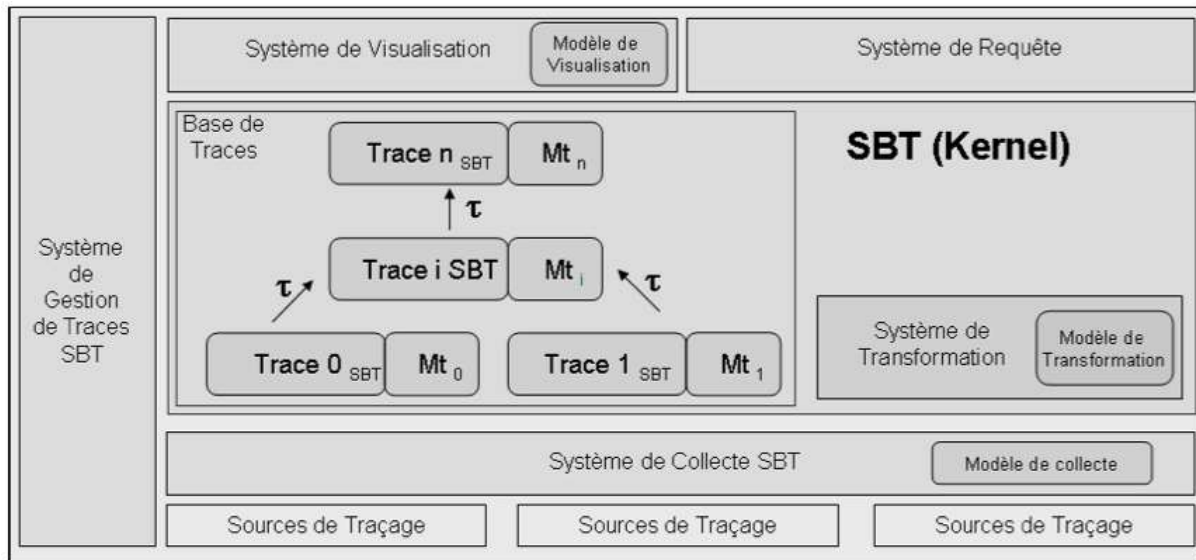 Système de Visualisation
Modèle de
Visualisation
Système de Requête
Base de
Traces
SBT (Kernel)
Trace n SBT
Mt n
τ
Trace i SBT
Mt i
τ
τ
Trace 0 SBT
Mt 0
Trace 1 SBT
Mt 1
Système
de
Gestion
de Traces
SBT
Système de
Transformation
Modèle de
Transformation
Système de Collecte SBT
Modèle de collecte
Sources de Traçage
Sources de Traçage
Sources de Traçage